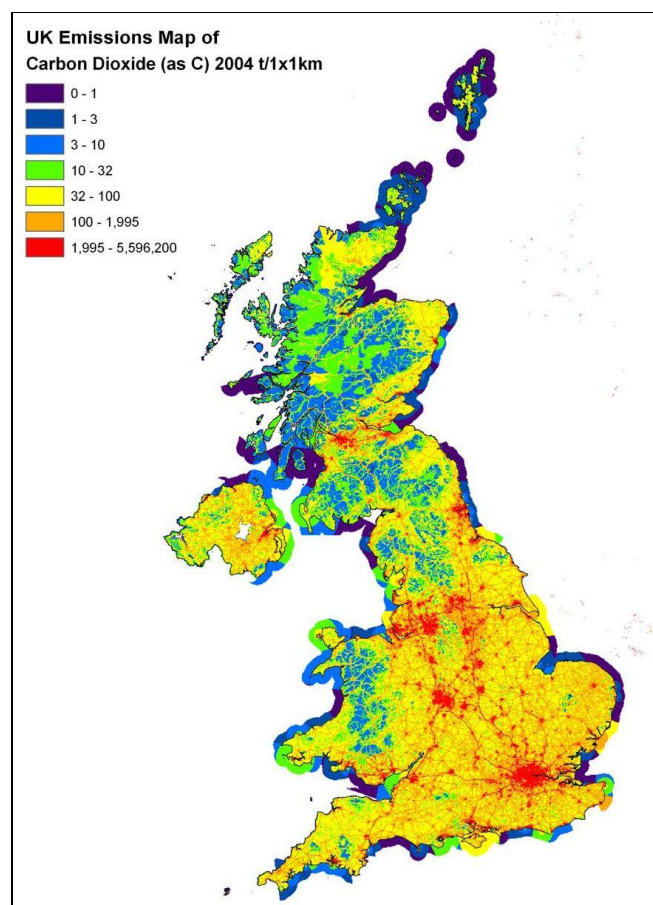 UK Emissions Map of
Carbon Dioxide (as C) 2004 t/1x1km
0 - 1
1 - 3
3 - 10
10 - 32
32 - 100
100 - 1,995
1,995 - 5,596,200